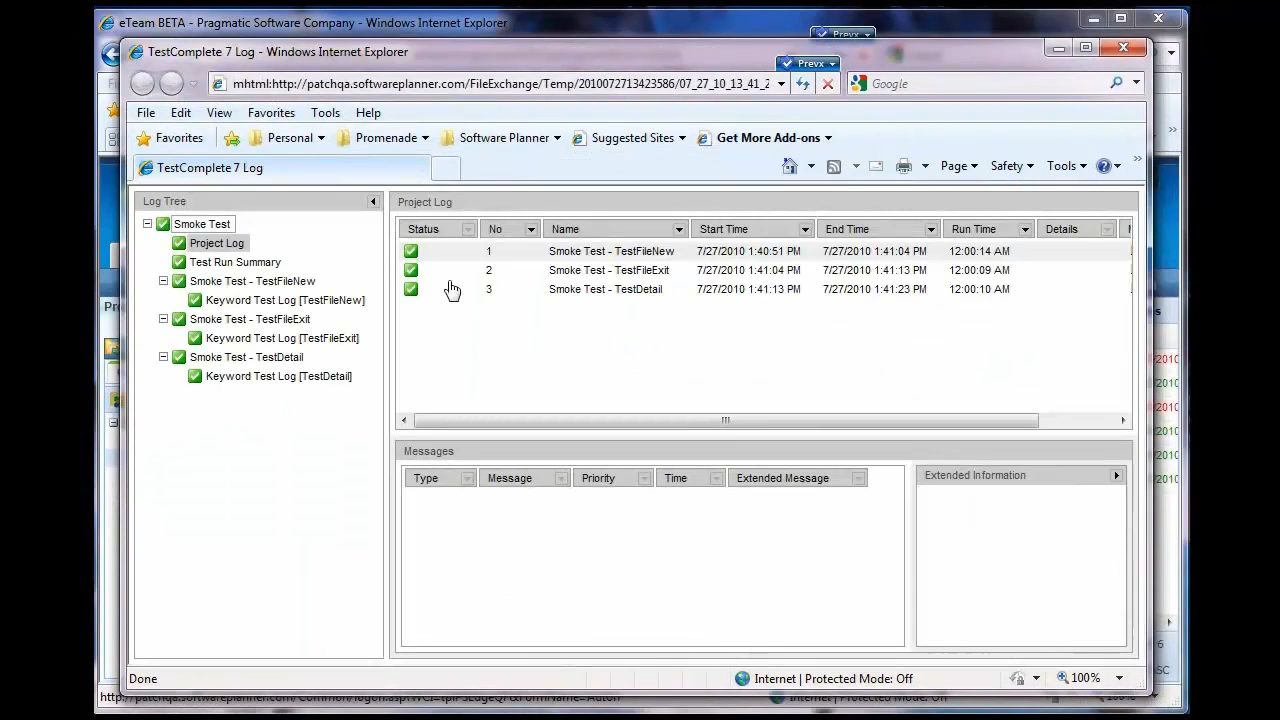 eTeam BETA - Pragmatic Software Company - Windows Internet Explorer
Prevx
TestComplete 7 Log - Windows Internet Explorer
Prevx
mhtml:http://patchqa.softwareplanner.com/FileExchange/Temp/2010072713423586/07_27_10_13_41_2
Google
File Edit View Favorites Tools Help
Favorites Personal Promenade Software Planner Suggested Sites Get More Add-ons
TestComplete 7 Log
Page Safety Tools
Log Tree
Smoke Test
Project Log
Test Run Summary
Smoke Test - TestFileNew
Keyword Test Log [TestFileNew]
Smoke Test - TestFileExit
Keyword Test Log [TestFileExit]
Smoke Test - TestDetail
Keyword Test Log [TestDetail]
Project Log
Status No Name Start Time End Time Run Time Details
1 Smoke Test - TestFileNew 7/27/2010 1:40:51 PM 7/27/2010 1:41:04 PM 12:00:14 AM
2 Smoke Test - TestFileExit 7/27/2010 1:41:04 PM 7/27/2010 1:41:13 PM 12:00:09 AM
3 Smoke Test - TestDetail 7/27/2010 1:41:13 PM 7/27/2010 1:41:23 PM 12:00:10 AM
Messages
Type Message Priority Time Extended Message
Extended Information
Done
Internet | Protected Mode: Off
100%